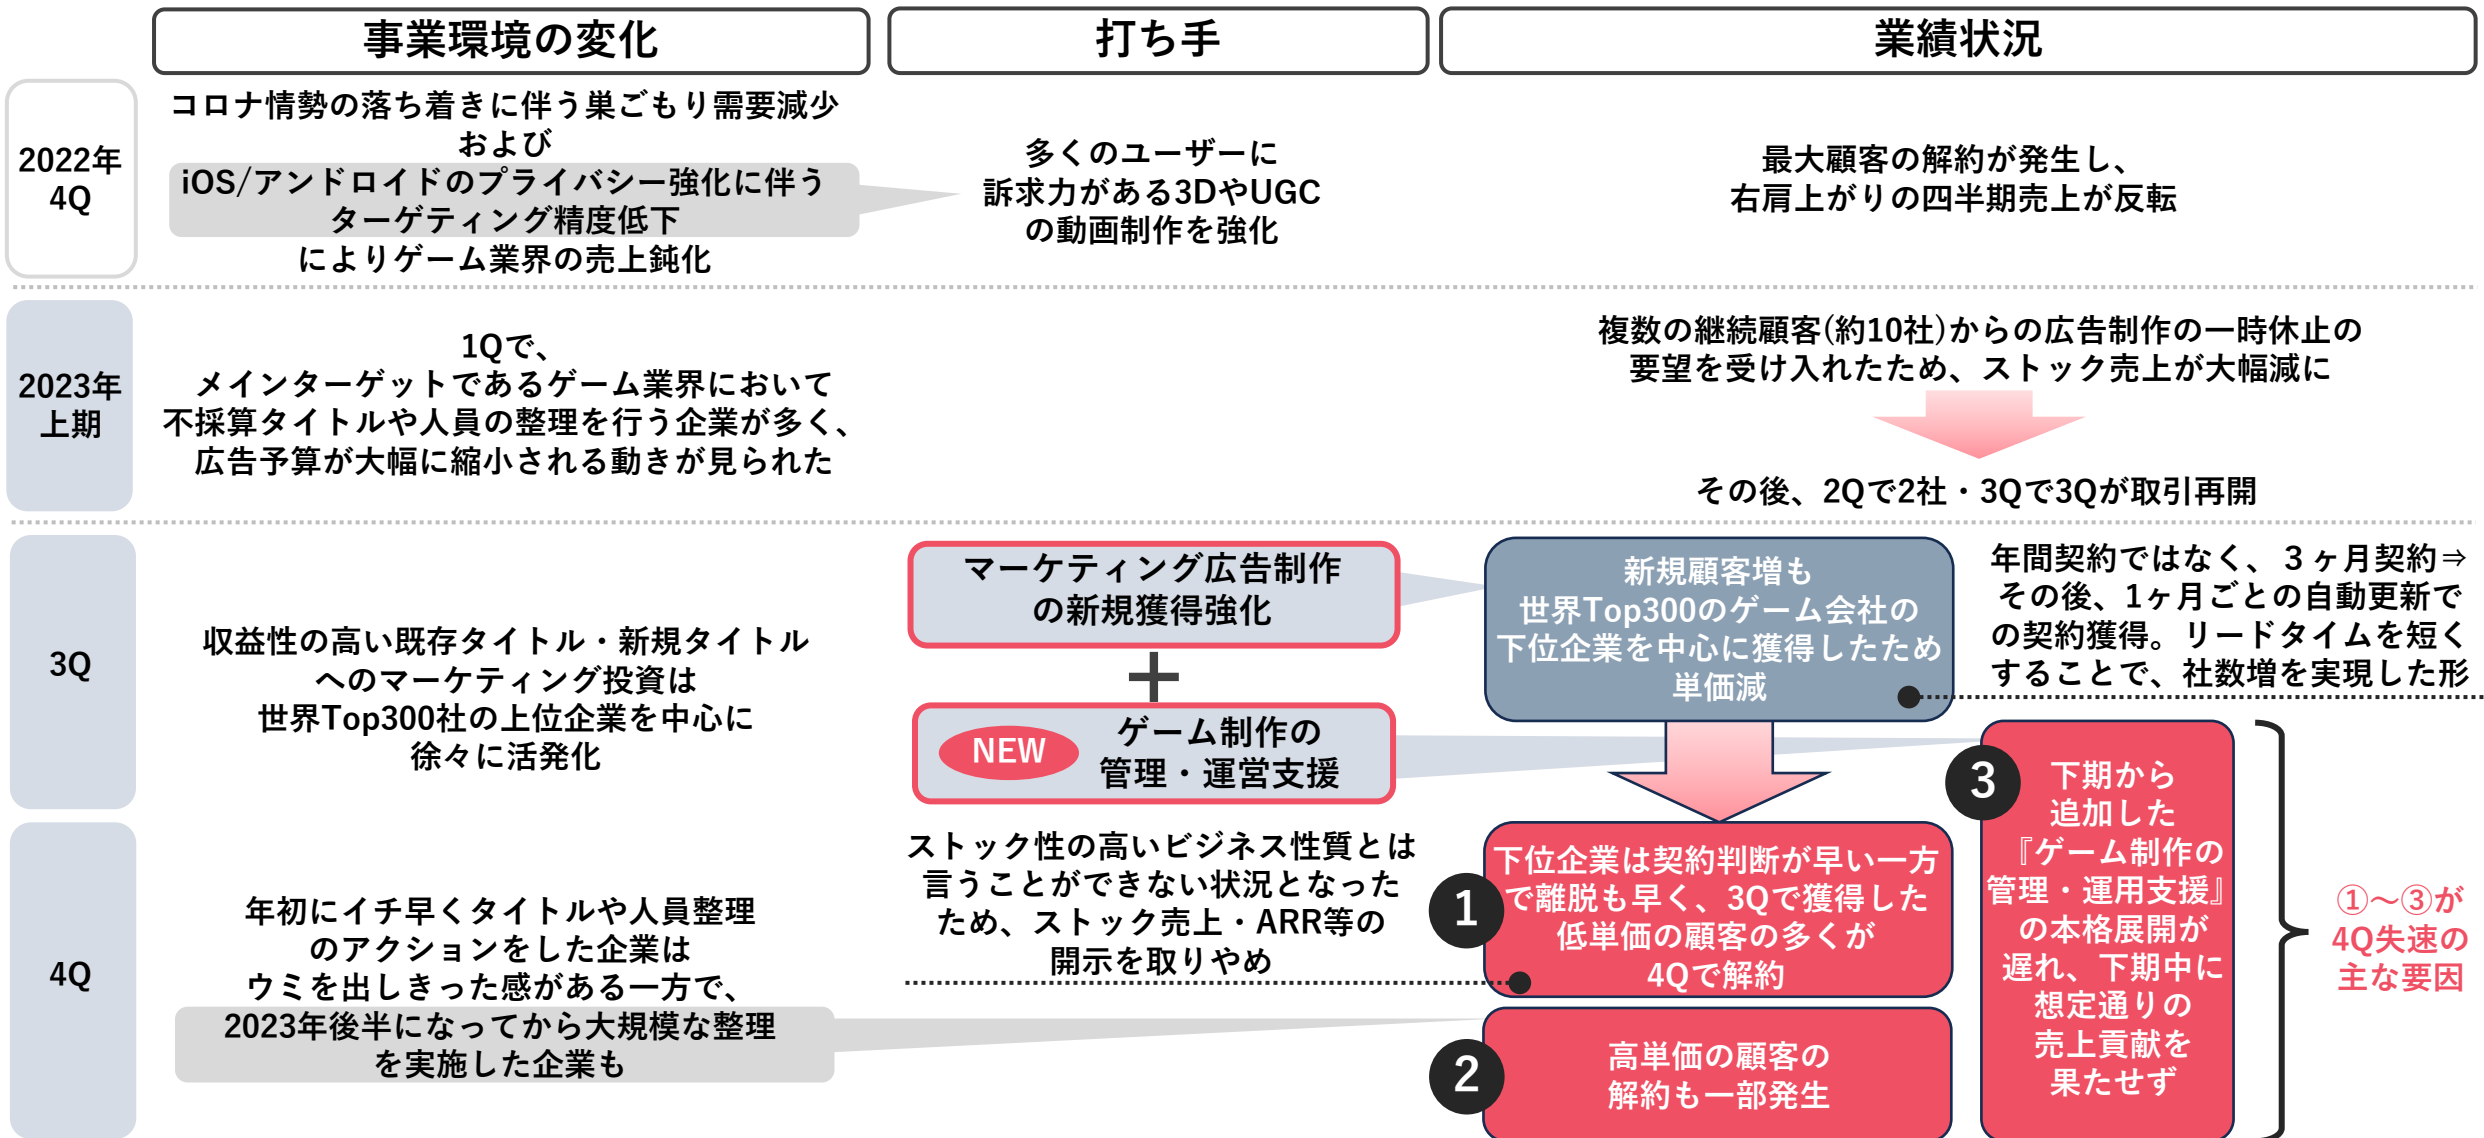 事業環境の変化
打ち手
業績状況
2022年
4Q
コロナ情勢の落ち着きに伴う巣ごもり需要減少
および
iOS/アンドロイドのプライバシー強化に伴う
ターゲティング精度低下
によりゲーム業界の売上鈍化
多くのユーザーに
訴求力がある3DやUGC
の動画制作を強化
最大顧客の解約が発生し、
右肩上がりの四半期売上が反転
2023年
上期
1Qで、
メインターゲットであるゲーム業界において
不採算タイトルや人員の整理を行う企業が多く、
広告予算が大幅に縮小される動きが見られた
複数の継続顧客(約10社)からの広告制作の一時休止の
要望を受け入れたため、ストック売上が大幅減に
その後、2Qで2社・3Qで3Qが取引再開
3Q
収益性の高い既存タイトル・新規タイトル
へのマーケティング投資は
世界Top300社の上位企業を中心に
徐々に活発化
マーケティング広告制作
の新規獲得強化
+
NEW
ゲーム制作の
管理・運営支援
新規顧客増も
世界Top300のゲーム会社の
下位企業を中心に獲得したため
単価減
年間契約ではなく、３ヶ月契約⇒
その後、1ヶ月ごとの自動更新で
の契約獲得。リードタイムを短く
することで、社数増を実現した形
4Q
年初にイチ早くタイトルや人員整理
のアクションをした企業は
ウミを出しきった感がある一方で、
2023年後半になってから大規模な整理
を実施した企業も
ストック性の高いビジネス性質とは
言うことができない状況となった
ため、ストック売上・ARR等の
開示を取りやめ
1
下位企業は契約判断が早い一方
で離脱も早く、3Qで獲得した
低単価の顧客の多くが
4Qで解約
2
高単価の顧客の
解約も一部発生
3
下期から
追加した
『ゲーム制作の
管理・運用支援』
の本格展開が
遅れ、下期中に
想定通りの
売上貢献を
果たせず
①～③が
4Q失速の
主な要因